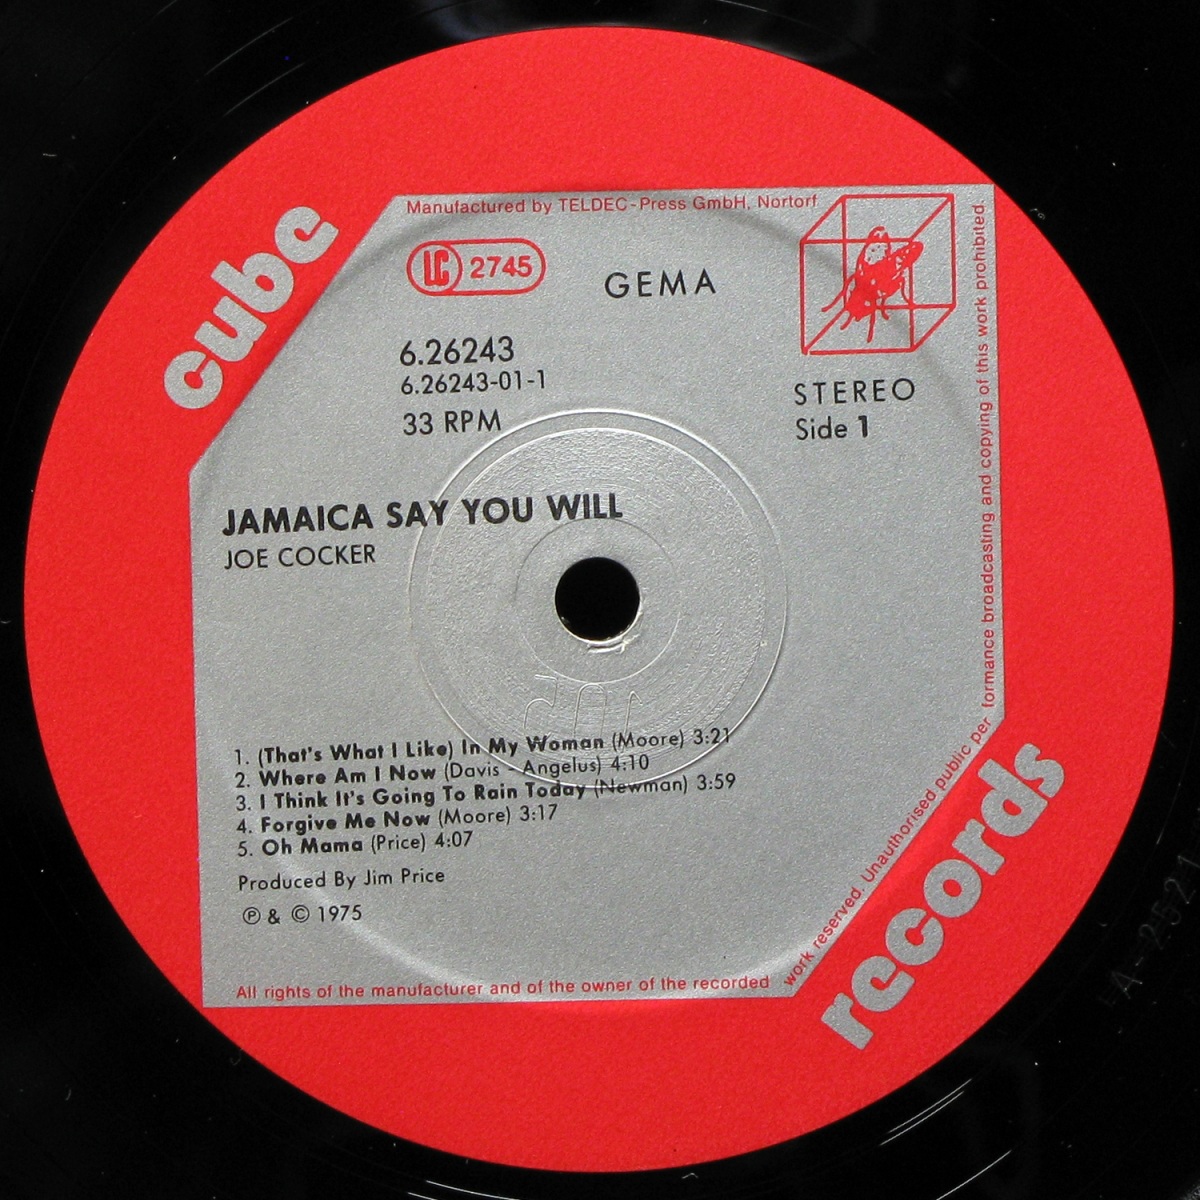 cube
Manufactured by TELDEC-Press GmbH, Nortorf
LC 2745
GEMA
6.26243
6.26243-01-1
33 RPM
STEREO
Side 1
JAMAICA SAY YOU WILL
JOE COCKER
1. (That's What I Like) In My Woman (Moore) 3:21
2. Where Am I Now (Davis - Angelus) 4:10
3. I Think It's Going To Rain Today (Newman) 3:59
4. Forgive Me Now (Moore) 3:17
5. Oh Mama (Price) 4:07
Produced By Jim Price
℗ & © 1975
All rights of the manufacturer and of the owner of the recorded
work reserved. Unauthorised public per
formance broadcasting and copying of this work prohibited
records